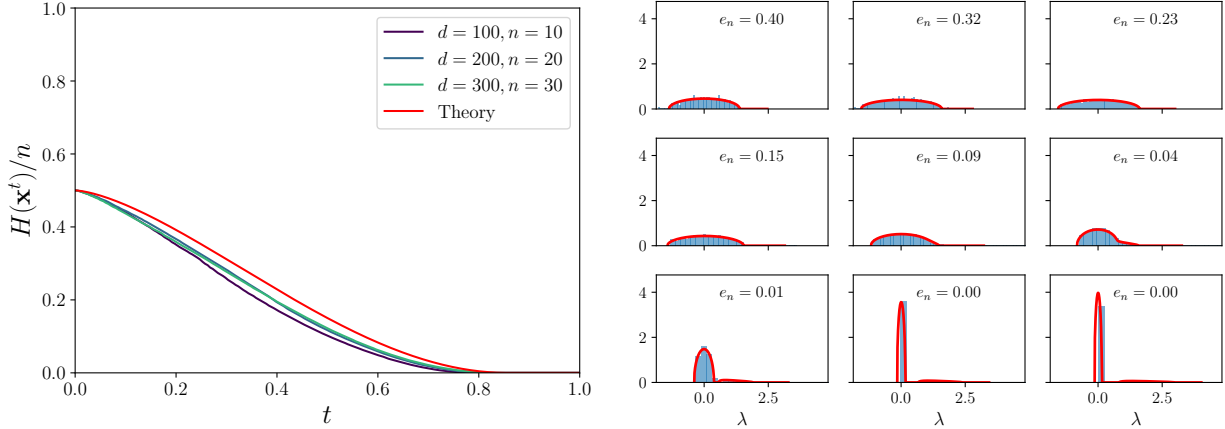 H(x^t)/n
1.0
0.8
0.6
0.4
0.2
0.0
0.0 0.2 0.4 0.6 0.8 1.0
t
d = 100, n = 10
d = 200, n = 20
d = 300, n = 30
Theory
4
2
0
e_n = 0.40
e_n = 0.32
e_n = 0.23
4
2
0
e_n = 0.15
e_n = 0.09
e_n = 0.04
4
2
0
e_n = 0.01
e_n = 0.00
e_n = 0.00
0.0 2.5
0.0 2.5
0.0 2.5